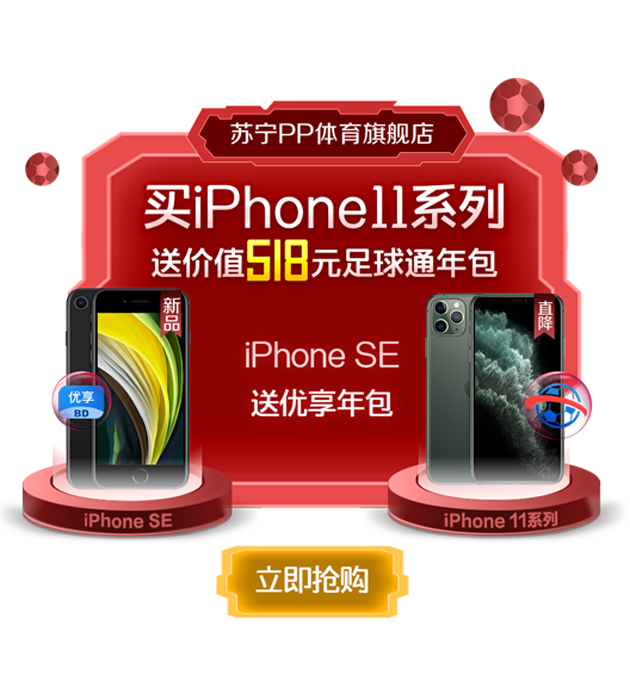 苏宁PP体育旗舰店
买iPhone11系列
送价值518元足球通年包
新品
直降
iPhone SE
送优享年包
优享
BD
iPhone SE
iPhone 11系列
立即抢购